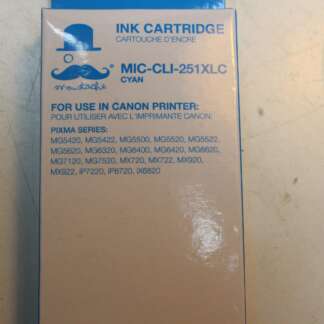 INK CARTRIDGE
CARTOUCHE D'ENCRE
MIC-CLI-251XLC
CYAN
moustache
FOR USE IN CANON PRINTER:
POUR UTILISER AVEC L'IMPRIMANTE CANON:
PIXMA SERIES:
MG5420, MG5422, MG5500, MG5520, MG5522,
MG5620, MG6320, MG6400, MG6420, MG6620,
MG7120, MG7520, MX720, MX722, MX920,
MX922, iP7220, iP8720, iX6820